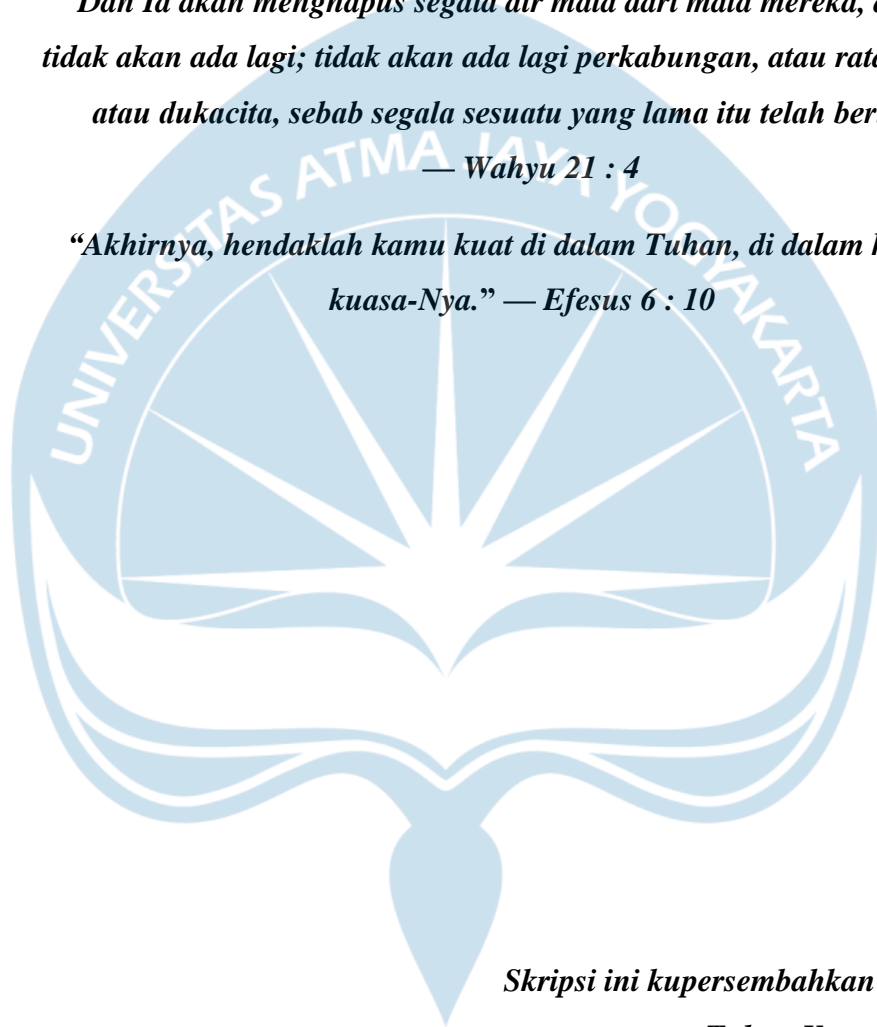 Dan Ia akan menghapus segala air mata dari mata mereka,
tidak akan ada lagi; tidak akan ada lagi perkabungan, atau
atau dukacita, sebab segala sesuatu yang lama itu telah
— Wahyu 21 : 4
UNIVERSITAS ATMA JAYA YOGYAKARTA
“Akhirnya, hendaklah kamu kuat di dalam Tuhan, di dalam
kuasa-Nya.” — Efesus 6 : 10
Skripsi ini kupersembahkan